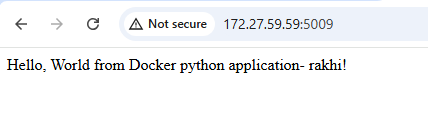 Not secure 172.27.59.59:5009
Hello, World from Docker python application- rakhi!